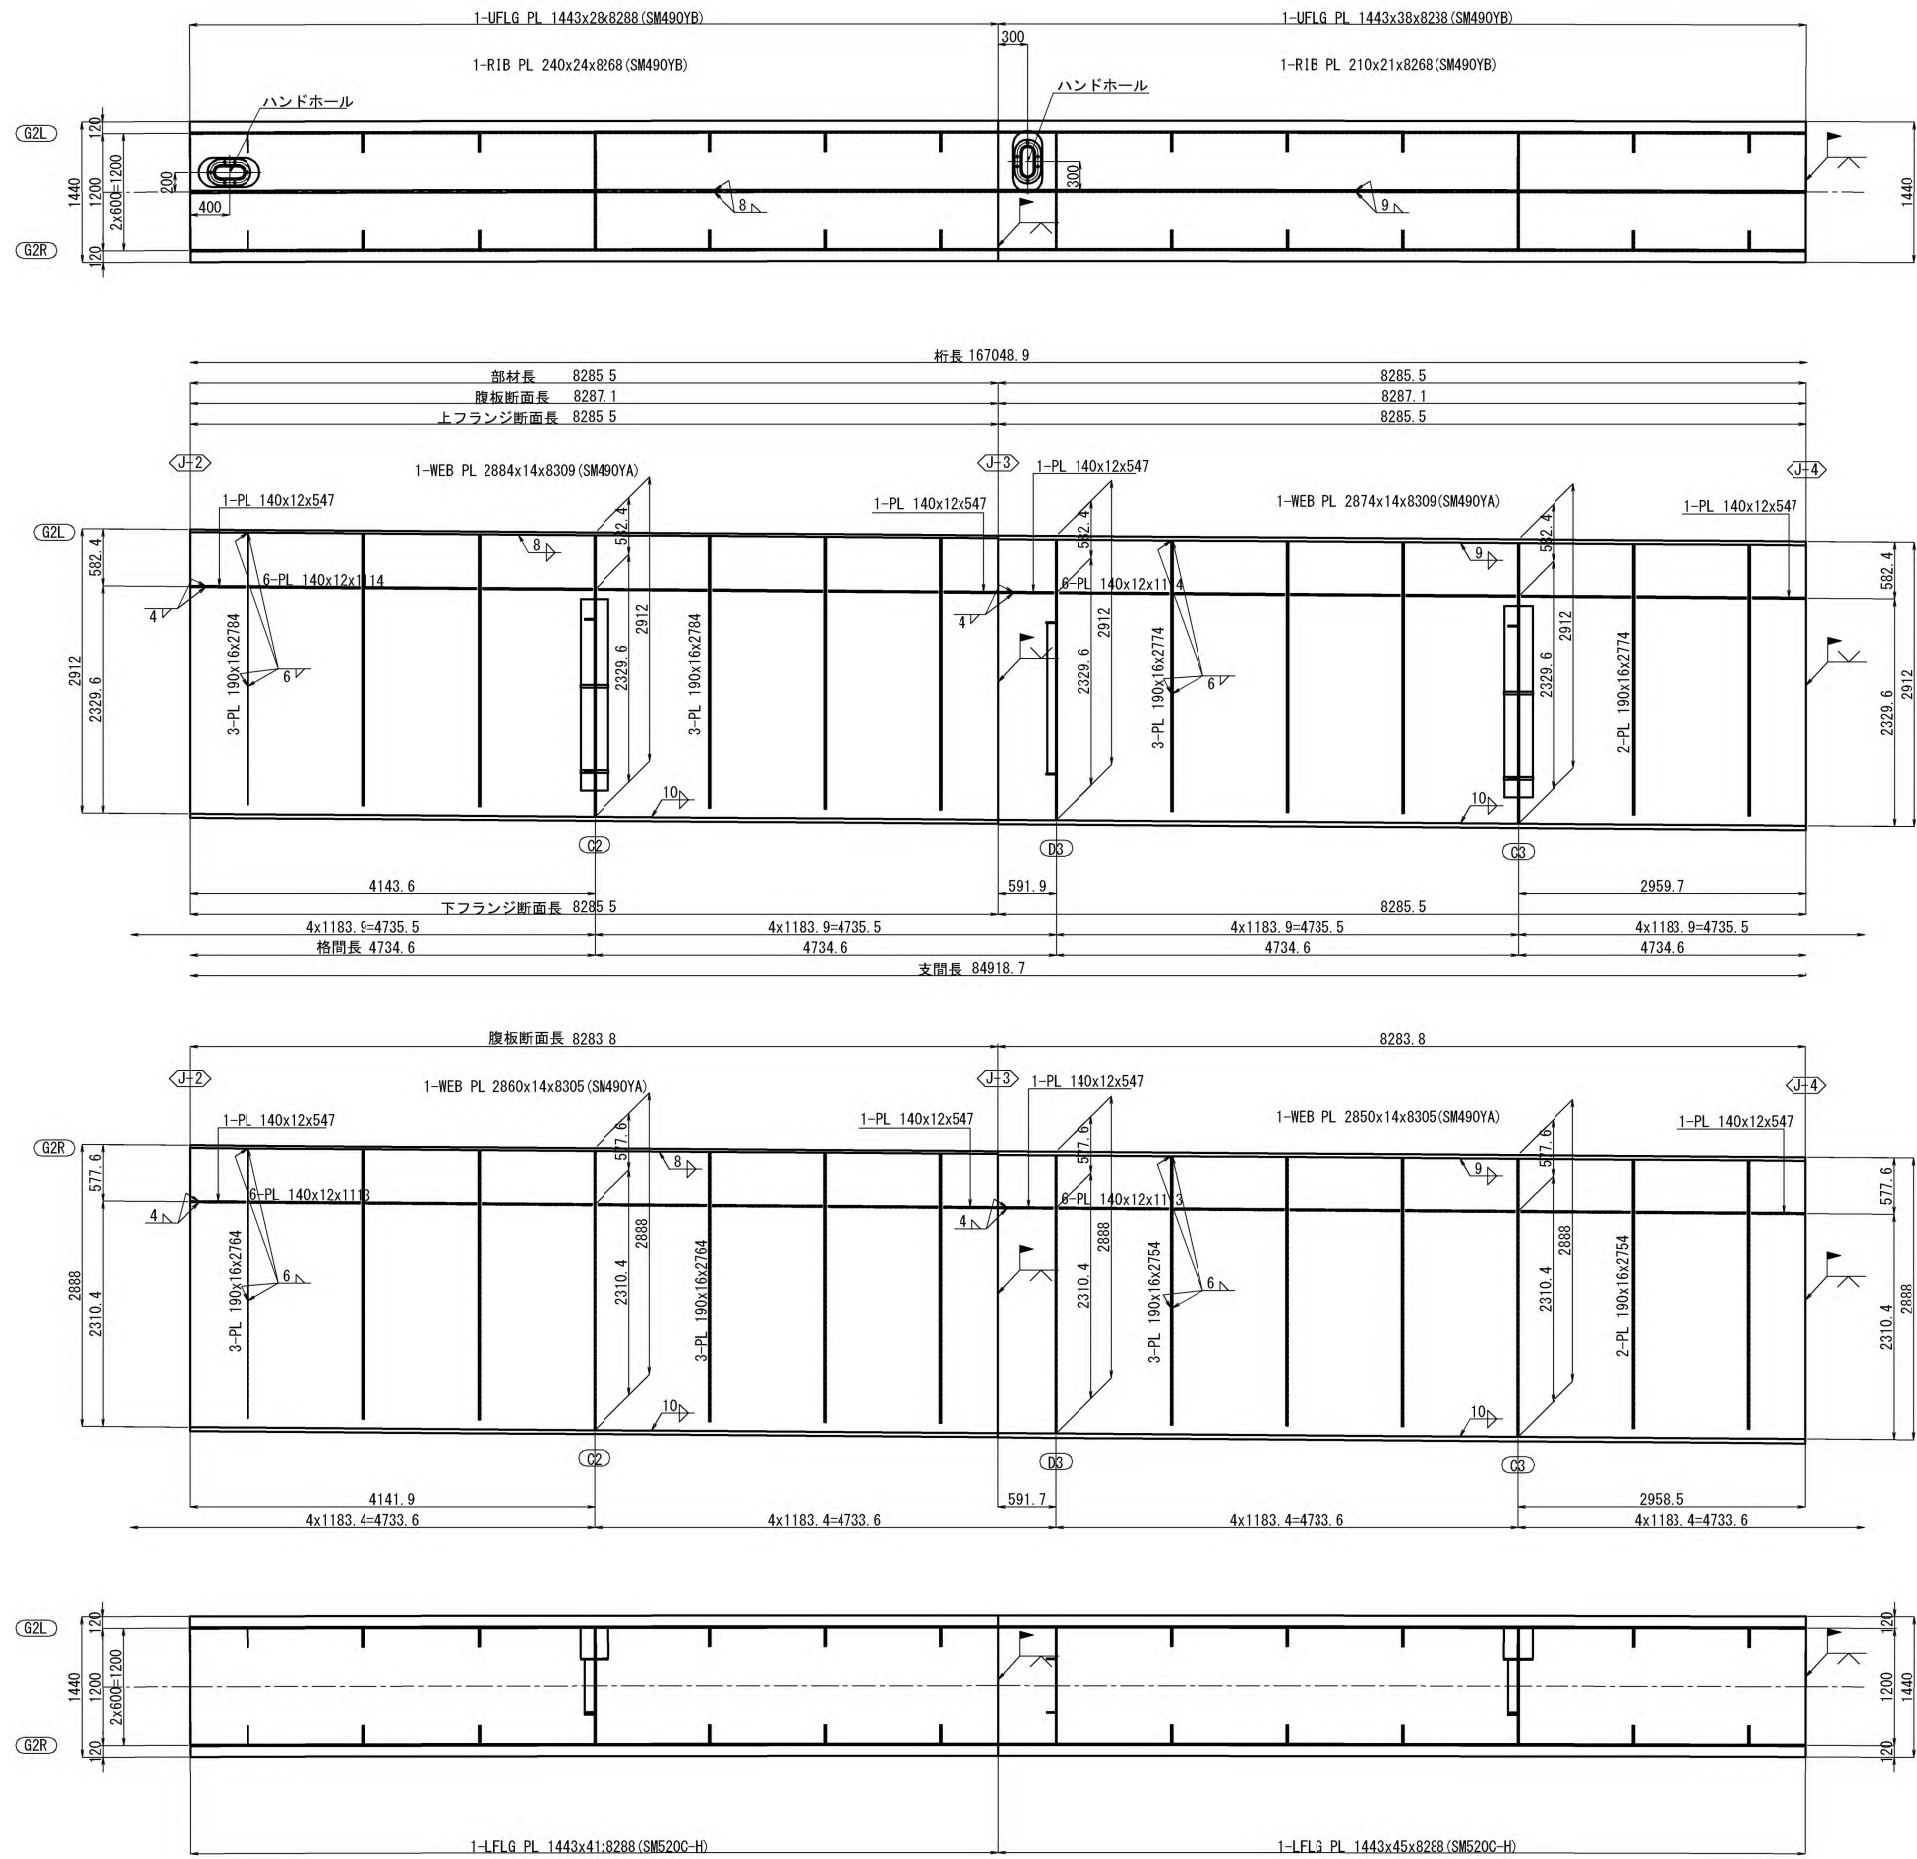 1-UFLG PL 1443x28x8288(SM490YB)
1-UFLG PL 1443x38x8288(SM490YB)
300
1-RIB PL 240x24x8268(SM490YB)
1-RIB PL 210x21x8268(SM490YB)
ハンドホール
ハンドホール
G2L
G2R
120
1200
120
1440
2x600=1200
200
400
8
300
9
1440
桁長 167048.9
部材長 8285.5
8285.5
腹板断面長 8287.1
8287.1
上フランジ断面長 8285.5
8285.5
J-2
1-WEB PL 2884x14x8309(SM490YA)
J-3
1-PL 140x12x547
1-WEB PL 2874x14x8309(SM490YA)
J-4
1-PL 140x12x547
1-PL 140x12x547
1-PL 140x12x547
G2L
582.4
2329.6
2912
8
582.4
582.4
9
582.4
582.4
6-PL 140x12x1114
6-PL 140x12x1114
4
4
3-PL 190x16x2784
6
2329.6
2912
3-PL 190x16x2784
2329.6
2912
3-PL 190x16x2774
6
2329.6
2912
2-PL 190x16x2774
2329.6
2912
10
10
C2
D3
C3
4143.6
591.9
2959.7
下フランジ断面長 8285.5
8285.5
4x1183.9=4735.5
4x1183.9=4735.5
4x1183.9=4735.5
4x1183.9=4735.5
格間長 4734.6
4734.6
4734.6
4734.6
支間長 84918.7
腹板断面長 8283.8
8283.8
J-2
1-WEB PL 2860x14x8305(SM490YA)
J-3
1-PL 140x12x547
J-4
1-PL 140x12x547
1-PL 140x12x547
1-WEB PL 2850x14x8305(SM490YA)
1-PL 140x12x547
G2R
577.6
2310.4
2888
8
577.6
577.6
9
577.6
577.6
6-PL 140x12x1113
6-PL 140x12x1113
4
4
3-PL 190x16x2764
6
2310.4
2888
3-PL 190x16x2764
2310.4
2888
3-PL 190x16x2754
6
2310.4
2888
2-PL 190x16x2754
2310.4
2888
10
10
C2
D3
C3
4141.9
591.7
2958.5
4x1183.4=4733.6
4x1183.4=4733.6
4x1183.4=4733.6
4x1183.4=4733.6
G2L
G2R
120
1200
120
1440
2x600=1200
120
1200
120
1440
1-LFLG PL 1443x41x8288(SM520C-H)
1-LFLG PL 1443x45x8288(SM520C-H)